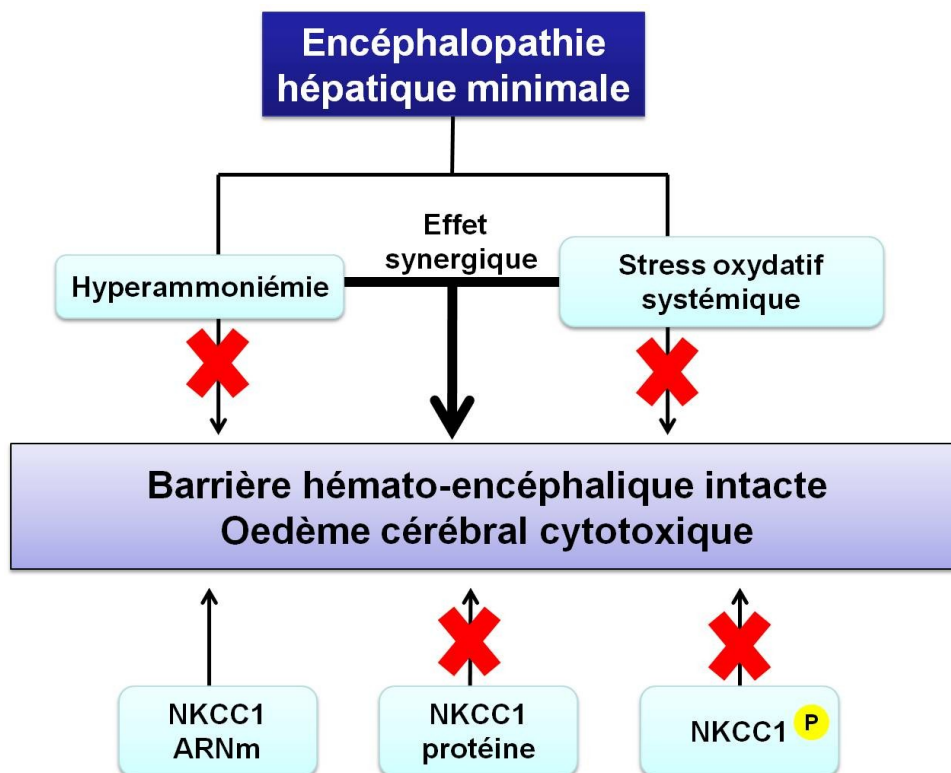 Encéphalopathie
hépatique minimale
Effet
synergique
Hyperammoniémie
Stress oxydatif
systémique
Barrière hémato-encéphalique intacte
Oedème cérébral cytotoxique
NKCC1
ARNm
NKCC1
protéine
NKCC1 P